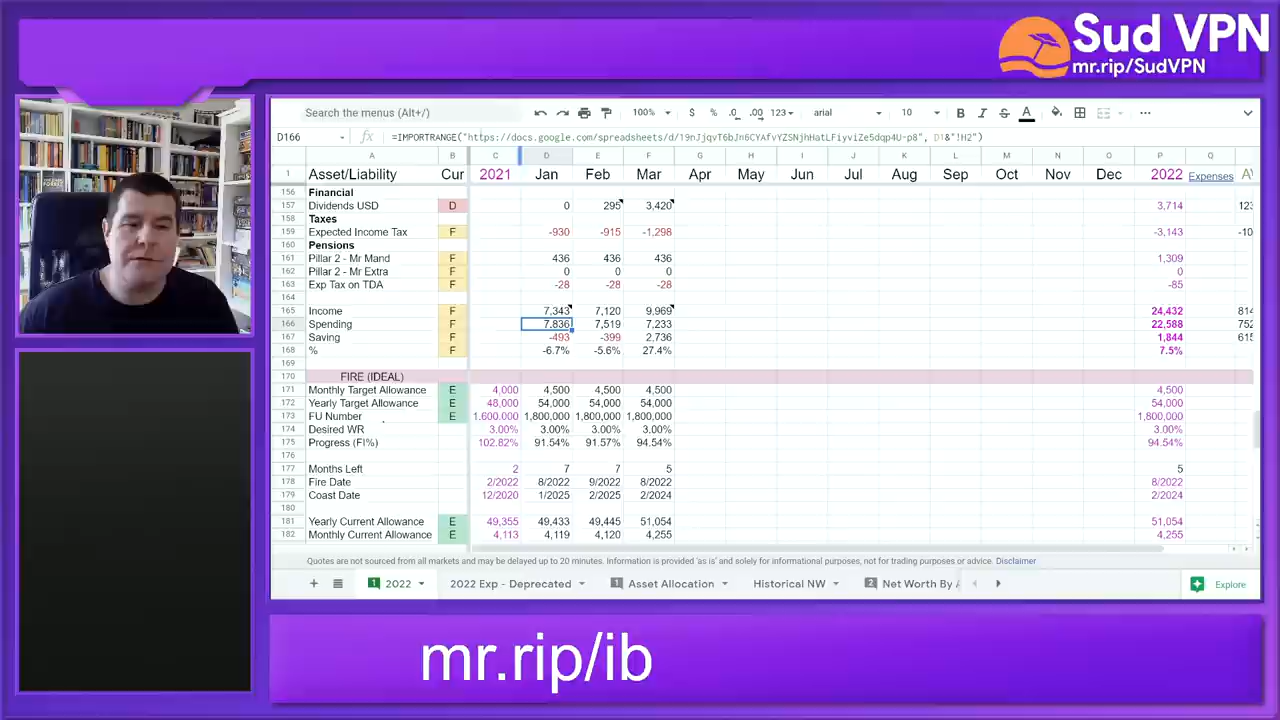 Sud VPN
mr.rip/SudVPN
Search the menus (Alt+/) 100% $ % .0 .00 123 arial 10 B I S A
D166 fx =IMPORTRANGE("https://docs.google.com/spreadsheets/d/19nJjqvT6bJn6CYAfvYZSNjhHatLFiyviZe5dqp4U-p8", D1&"!H2")
A B C D E F G H I J K L M N O P Q
1 Asset/Liability Cur 2021 Jan Feb Mar Apr May Jun Jul Aug Sep Oct Nov Dec 2022 Expenses
156 Financial
157 Dividends USD D 0 295 3,420 3,714 123
158 Taxes
159 Expected Income Tax F -930 -915 -1,298 -3,143 -10
160 Pensions
161 Pillar 2 - Mr Mand F 436 436 436 1,309
162 Pillar 2 - Mr Extra F 0 0 0 0
163 Exp Tax on TDA F -28 -28 -28 -85
164
165 Income F 7,343 7,120 9,969 24,432 814
166 Spending F 7,836 7,519 7,233 22,588 752
167 Saving F -493 -399 2,736 1,844 615
168 % F -6.7% -5.6% 27.4% 7.5%
169
170 FIRE (IDEAL)
171 Monthly Target Allowance E 4,000 4,500 4,500 4,500 4,500
172 Yearly Target Allowance E 48,000 54,000 54,000 54,000 54,000
173 FU Number E 1,600,000 1,800,000 1,800,000 1,800,000 1,800,000
174 Desired WR 3.00% 3.00% 3.00% 3.00% 3.00%
175 Progress (FI%) 102.82% 91.54% 91.57% 94.54% 94.54%
176
177 Months Left 2 7 7 5 5
178 Fire Date 2/2022 8/2022 9/2022 8/2022 8/2022
179 Coast Date 12/2020 1/2025 2/2025 2/2024 2/2024
180
181 Yearly Current Allowance E 49,355 49,433 49,445 51,054 51,054
182 Monthly Current Allowance E 4,113 4,119 4,120 4,255 4,255
Quotes are not sourced from all markets and may be delayed up to 20 minutes. Information is provided 'as is' and solely for informational purposes, not for trading purposes or advice. Disclaimer
+ 1 2022 2022 Exp - Deprecated 1 Asset Allocation Historical NW 2 Net Worth By Explore
mr.rip/ib